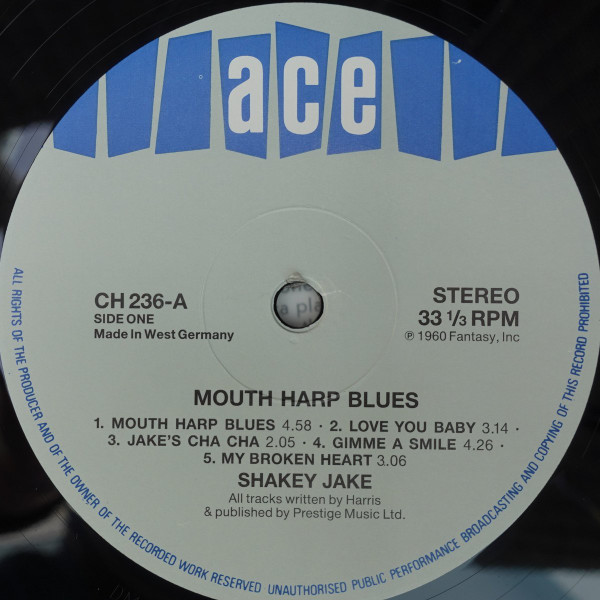 ace
CH 236-A
SIDE ONE
Made In West Germany
STEREO
33 1/3 RPM
℗ 1960 Fantasy, Inc
MOUTH HARP BLUES
1. MOUTH HARP BLUES 4.58 · 2. LOVE YOU BABY 3.14 ·
3. JAKE'S CHA CHA 2.05 · 4. GIMME A SMILE 4.26 ·
5. MY BROKEN HEART 3.06
SHAKEY JAKE
All tracks written by Harris
& published by Prestige Music Ltd.
ALL RIGHTS OF THE PRODUCER AND OF THE OWNER OF THE RECORDED WORK RESERVED UNAUTHORISED PUBLIC PERFORMANCE BROADCASTING AND COPYING OF THIS RECORD PROHIBITED